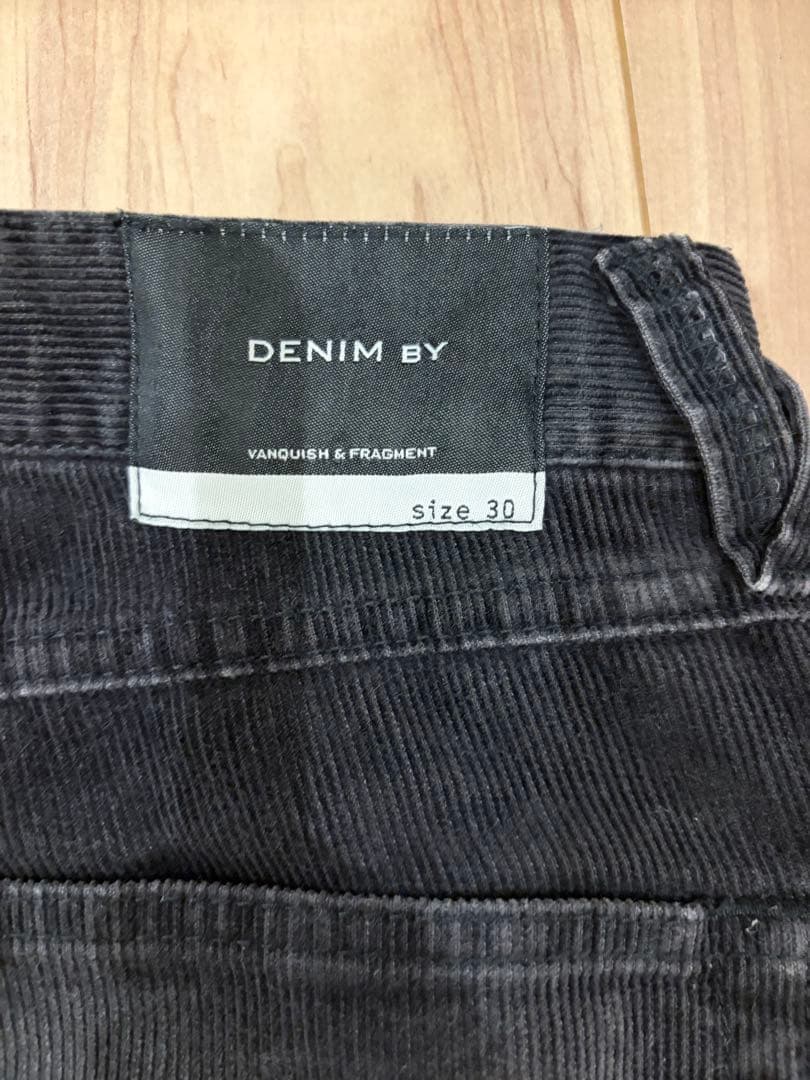 DENIM BY
VANQUISH & FRAGMENT
size 30